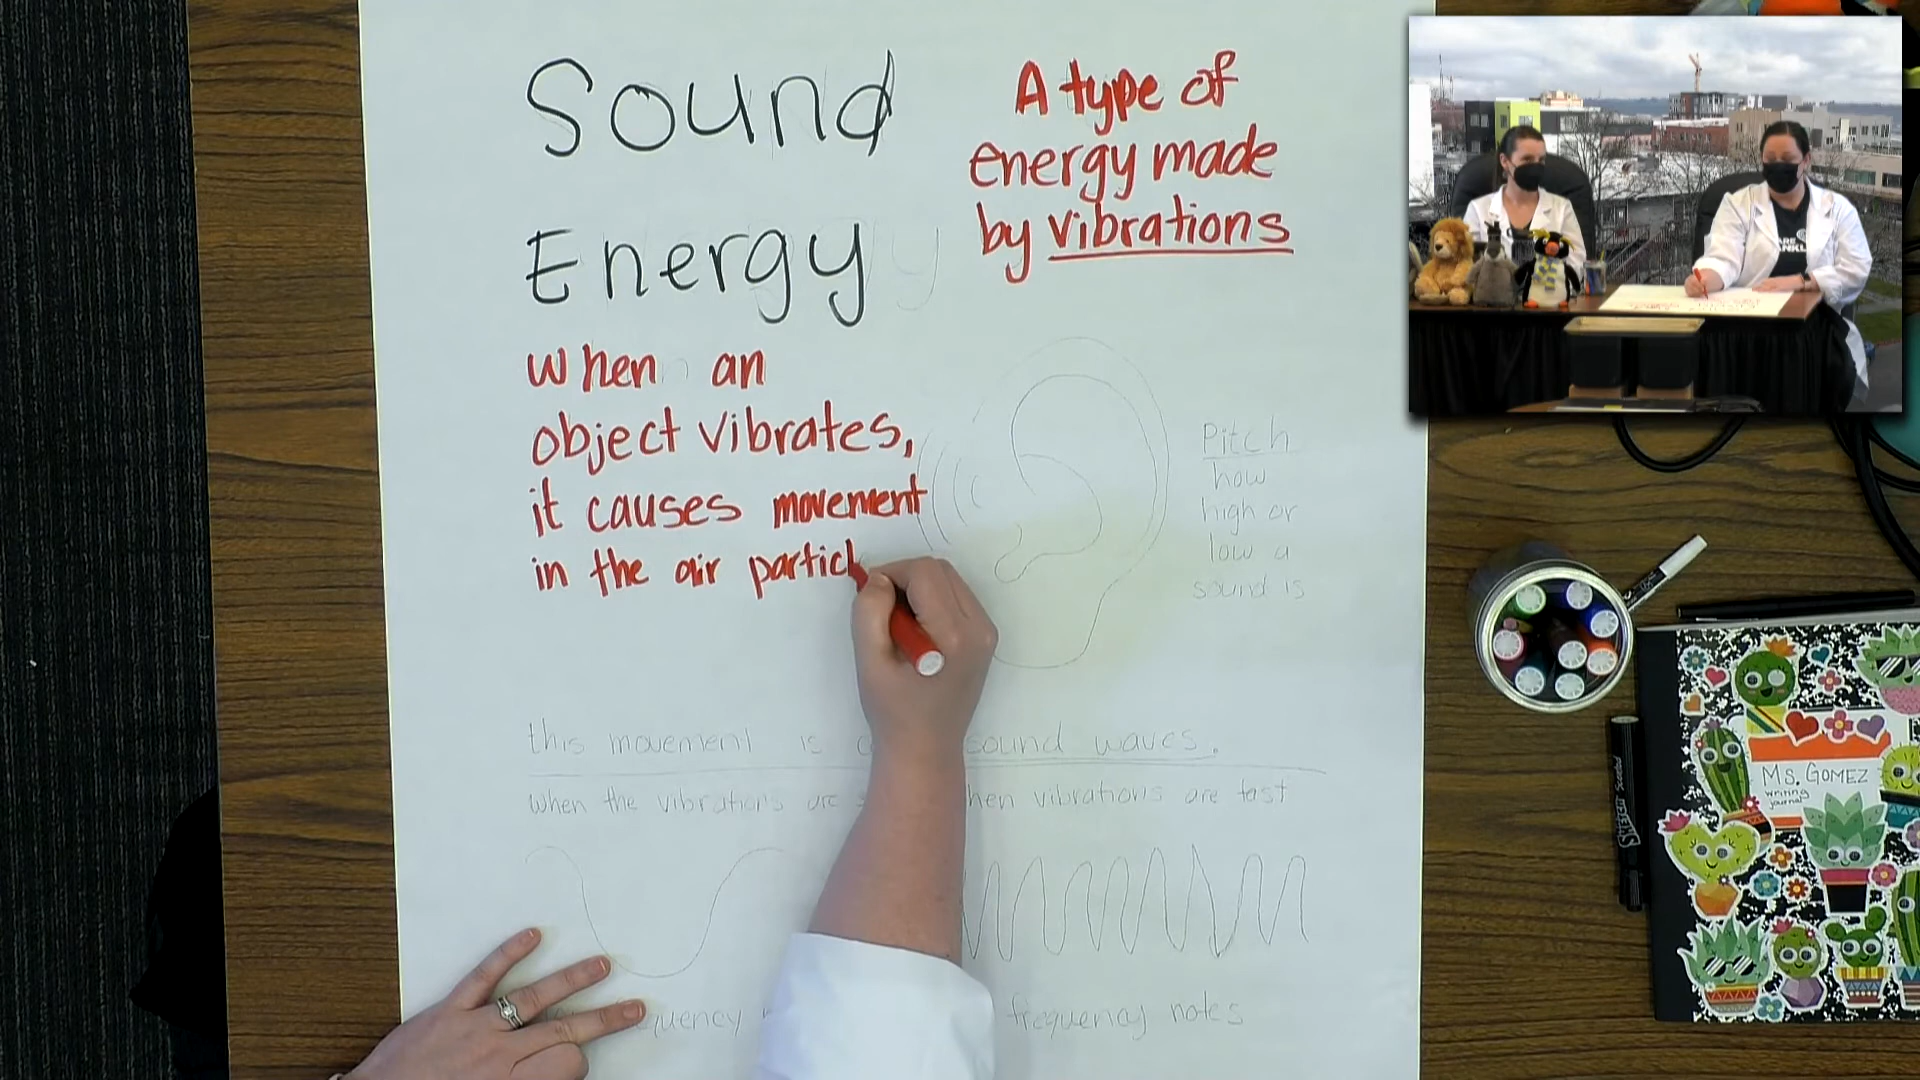 Sound
Energy
A type of
energy made
by vibrations
when an
object vibrates,
it causes movement
in the air particl
Pitch
how
high or
low a
sound is
this movement is sound waves.
when the vibrations are
when vibrations are fast
frequency notes
MS. GOMEZ
writing
journal